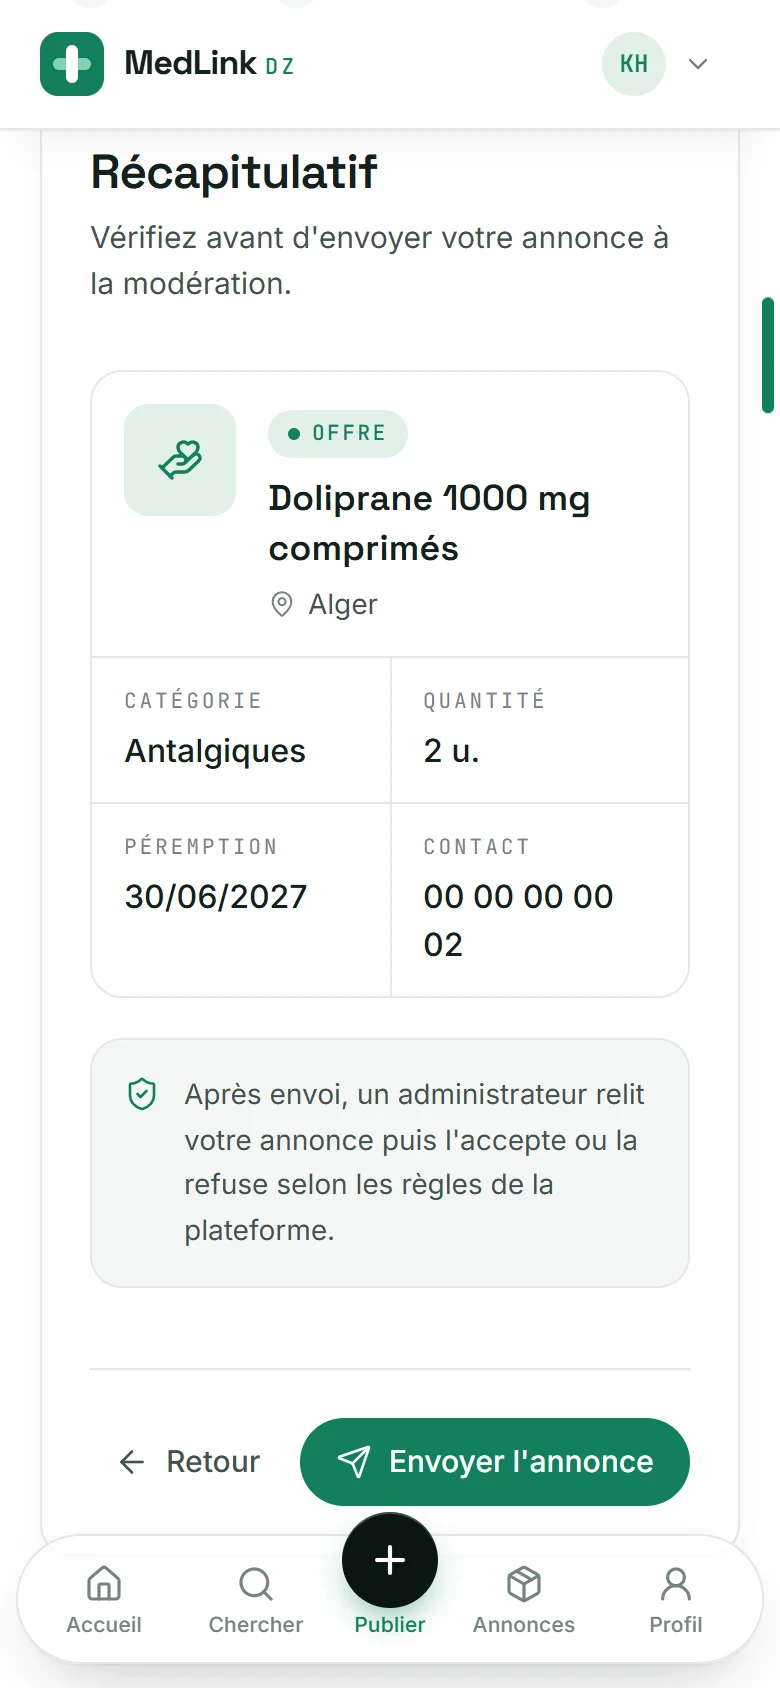 MedLink DZ
KH
Récapitulatif
Vérifiez avant d'envoyer votre annonce à
la modération.
OFFRE
Doliprane 1000 mg
comprimés
Alger
CATÉGORIE
Antalgiques
QUANTITÉ
2 u.
PÉREMPTION
30/06/2027
CONTACT
00 00 00 00
02
Après envoi, un administrateur relit
votre annonce puis l'accepte ou la
refuse selon les règles de la
plateforme.
Retour
Envoyer l'annonce
Accueil
Chercher
Publier
Annonces
Profil